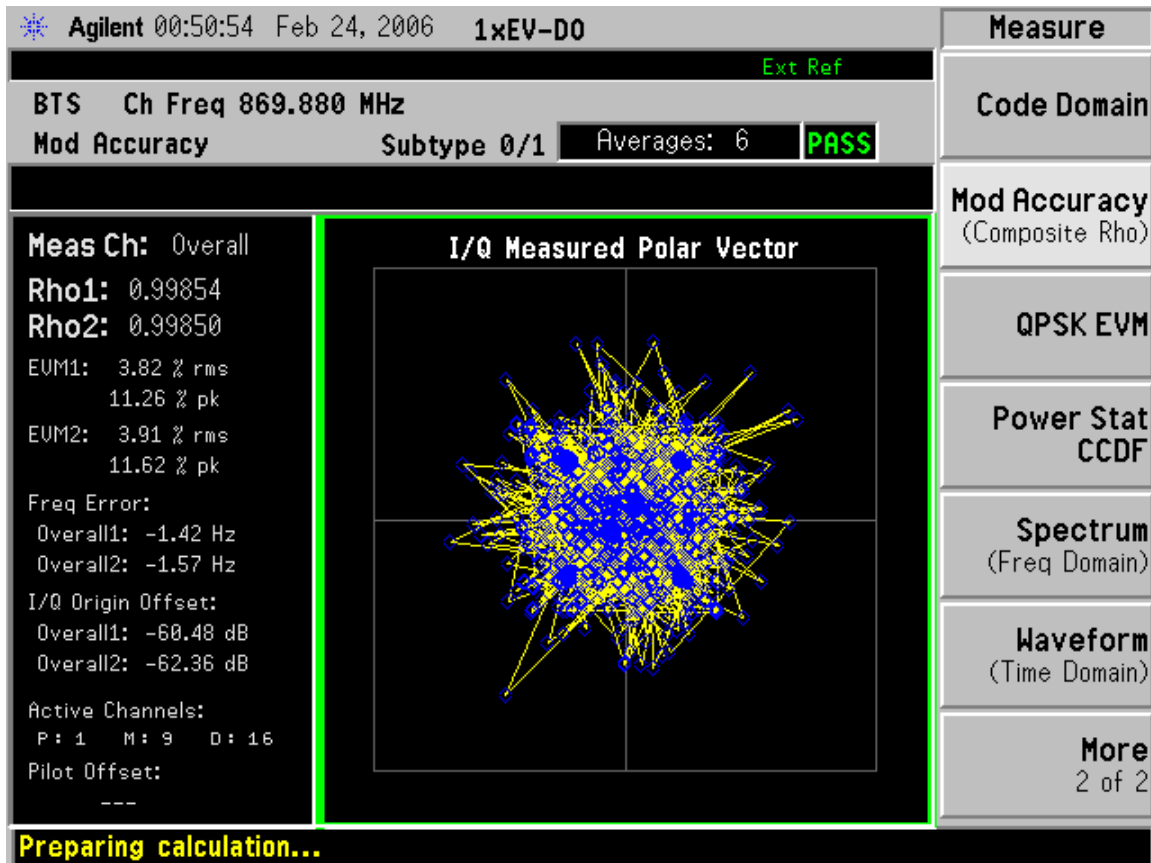 Agilent 00:50:54 Feb 24, 2006 1xEV-DO
Ext Ref
BTS Ch Freq 869.880 MHz
Mod Accuracy Subtype 0/1 Averages: 6 PASS
Meas Ch: Overall
Rho1: 0.99854
Rho2: 0.99850
EVM1: 3.82 % rms
11.26 % pk
EVM2: 3.91 % rms
11.62 % pk
Freq Error:
Overall1: -1.42 Hz
Overall2: -1.57 Hz
I/Q Origin Offset:
Overall1: -60.48 dB
Overall2: -62.36 dB
Active Channels:
P: 1 M: 9 D: 16
Pilot Offset:
---
I/Q Measured Polar Vector
Measure
Code Domain
Mod Accuracy
(Composite Rho)
QPSK EVM
Power Stat
CCDF
Spectrum
(Freq Domain)
Waveform
(Time Domain)
More
2 of 2
Preparing calculation...